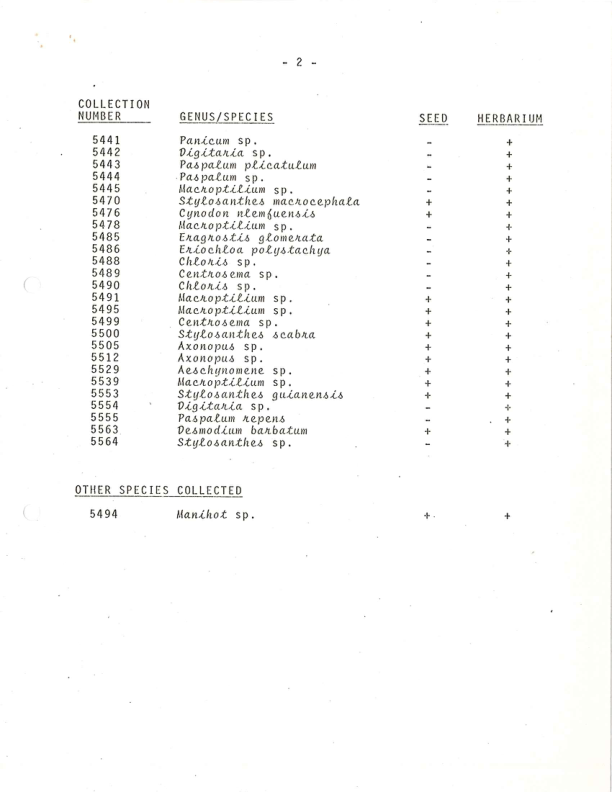 - 2 -
COLLECTION
NUMBER GENUS/SPECIES SEED HERBARIUM
5441 Panicum sp. - +
5442 Digitaria sp. - +
5443 Paspalum plicatulum - +
5444 Paspalum sp. - +
5445 Macroptilium sp. - +
5470 Stylosanthes macrocephala + +
5476 Cynodon nlemfuensis + +
5478 Macroptilium sp. - +
5485 Eragrostis glomerata - +
5486 Eriochloa polystachya - +
5488 Chloris sp. - +
5489 Centrosema sp. - +
5490 Chloris sp. - +
5491 Macroptilium sp. + +
5495 Macroptilium sp. + +
5499 Centrosema sp. + +
5500 Stylosanthes scabra + +
5505 Axonopus sp. + +
5512 Axonopus sp. + +
5529 Aeschynomene sp. + +
5539 Macroptilium sp. + +
5553 Stylosanthes guianensis + +
5554 Digitaria sp. - +
5555 Paspalum repens - +
5563 Desmodium barbatum + +
5564 Stylosanthes sp. - +
OTHER SPECIES COLLECTED
5494 Manihot sp. + +